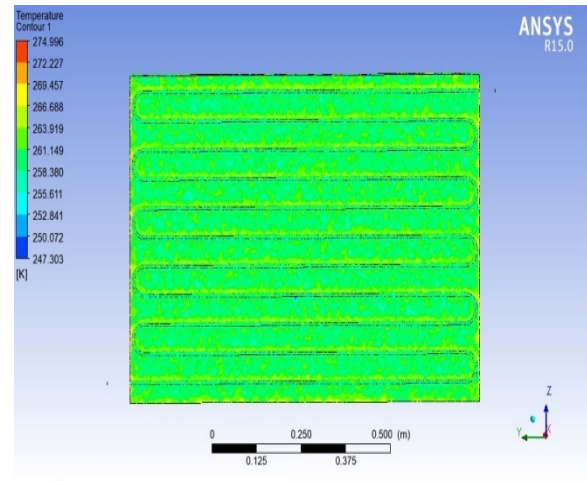 Temperature
Contour 1
274.996
272.227
269.457
266.688
263.919
261.149
258.380
255.611
252.841
250.072
247.303
[K]
ANSYS
R15.0
0 0.250 0.500 (m)
0.125 0.375
Z
Y X